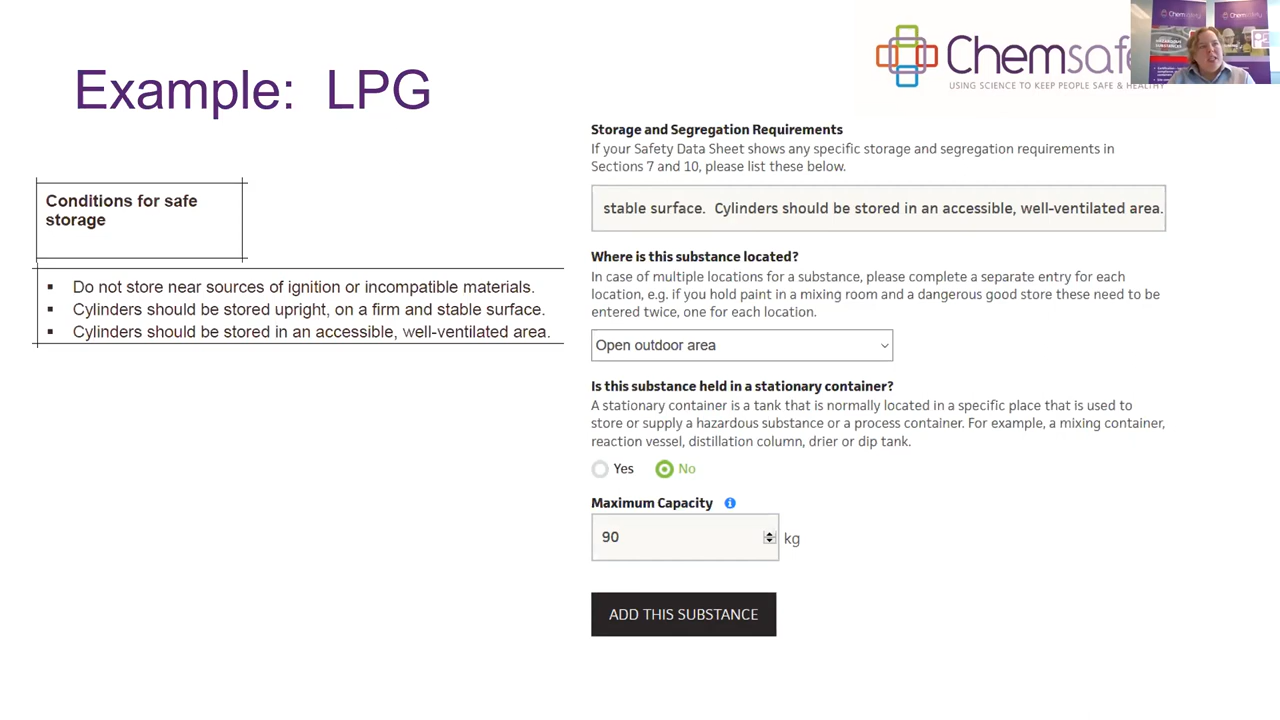 Example: LPG
Chemsafe
USING SCIENCE TO KEEP PEOPLE SAFE & HEALTHY
Conditions for safe
storage
▪ Do not store near sources of ignition or incompatible materials.
▪ Cylinders should be stored upright, on a firm and stable surface.
▪ Cylinders should be stored in an accessible, well-ventilated area.
Storage and Segregation Requirements
If your Safety Data Sheet shows any specific storage and segregation requirements in
Sections 7 and 10, please list these below.
stable surface. Cylinders should be stored in an accessible, well-ventilated area.
Where is this substance located?
In case of multiple locations for a substance, please complete a separate entry for each
location, e.g. if you hold paint in a mixing room and a dangerous good store these need to be
entered twice, one for each location.
Open outdoor area
Is this substance held in a stationary container?
A stationary container is a tank that is normally located in a specific place that is used to
store or supply a hazardous substance or a process container. For example, a mixing container,
reaction vessel, distillation column, drier or dip tank.
Yes No
Maximum Capacity
90 kg
ADD THIS SUBSTANCE